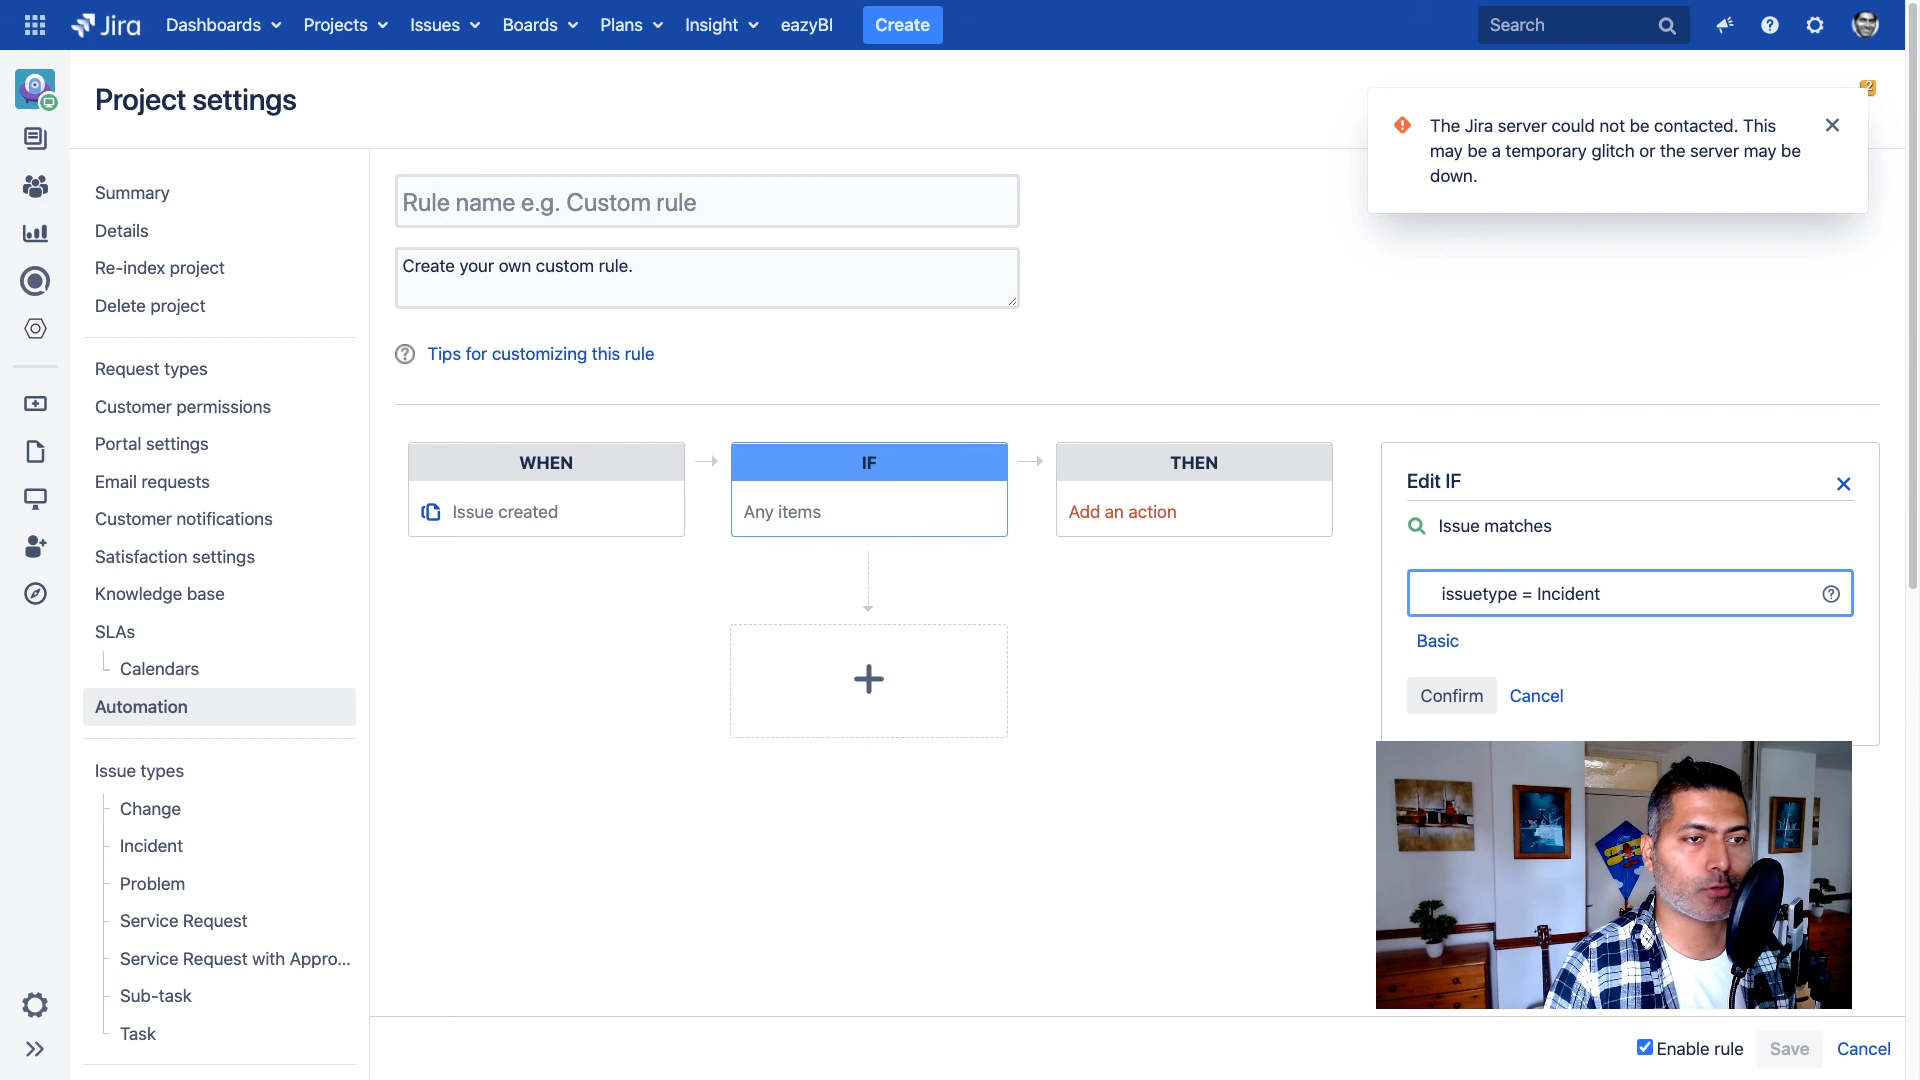 Jira
Dashboards
Projects
Issues
Boards
Plans
Insight
eazyBI
Create
Search
Project settings
2
The Jira server could not be contacted. This
may be a temporary glitch or the server may be
down.
Summary
Details
Re-index project
Delete project
Request types
Customer permissions
Portal settings
Email requests
Customer notifications
Satisfaction settings
Knowledge base
SLAs
Calendars
Automation
Issue types
Change
Incident
Problem
Service Request
Service Request with Appro...
Sub-task
Task
Rule name e.g. Custom rule
Create your own custom rule.
Tips for customizing this rule
WHEN
Issue created
IF
Any items
THEN
Add an action
Edit IF
Issue matches
issuetype = Incident
Basic
Confirm Cancel
Enable rule
Save
Cancel